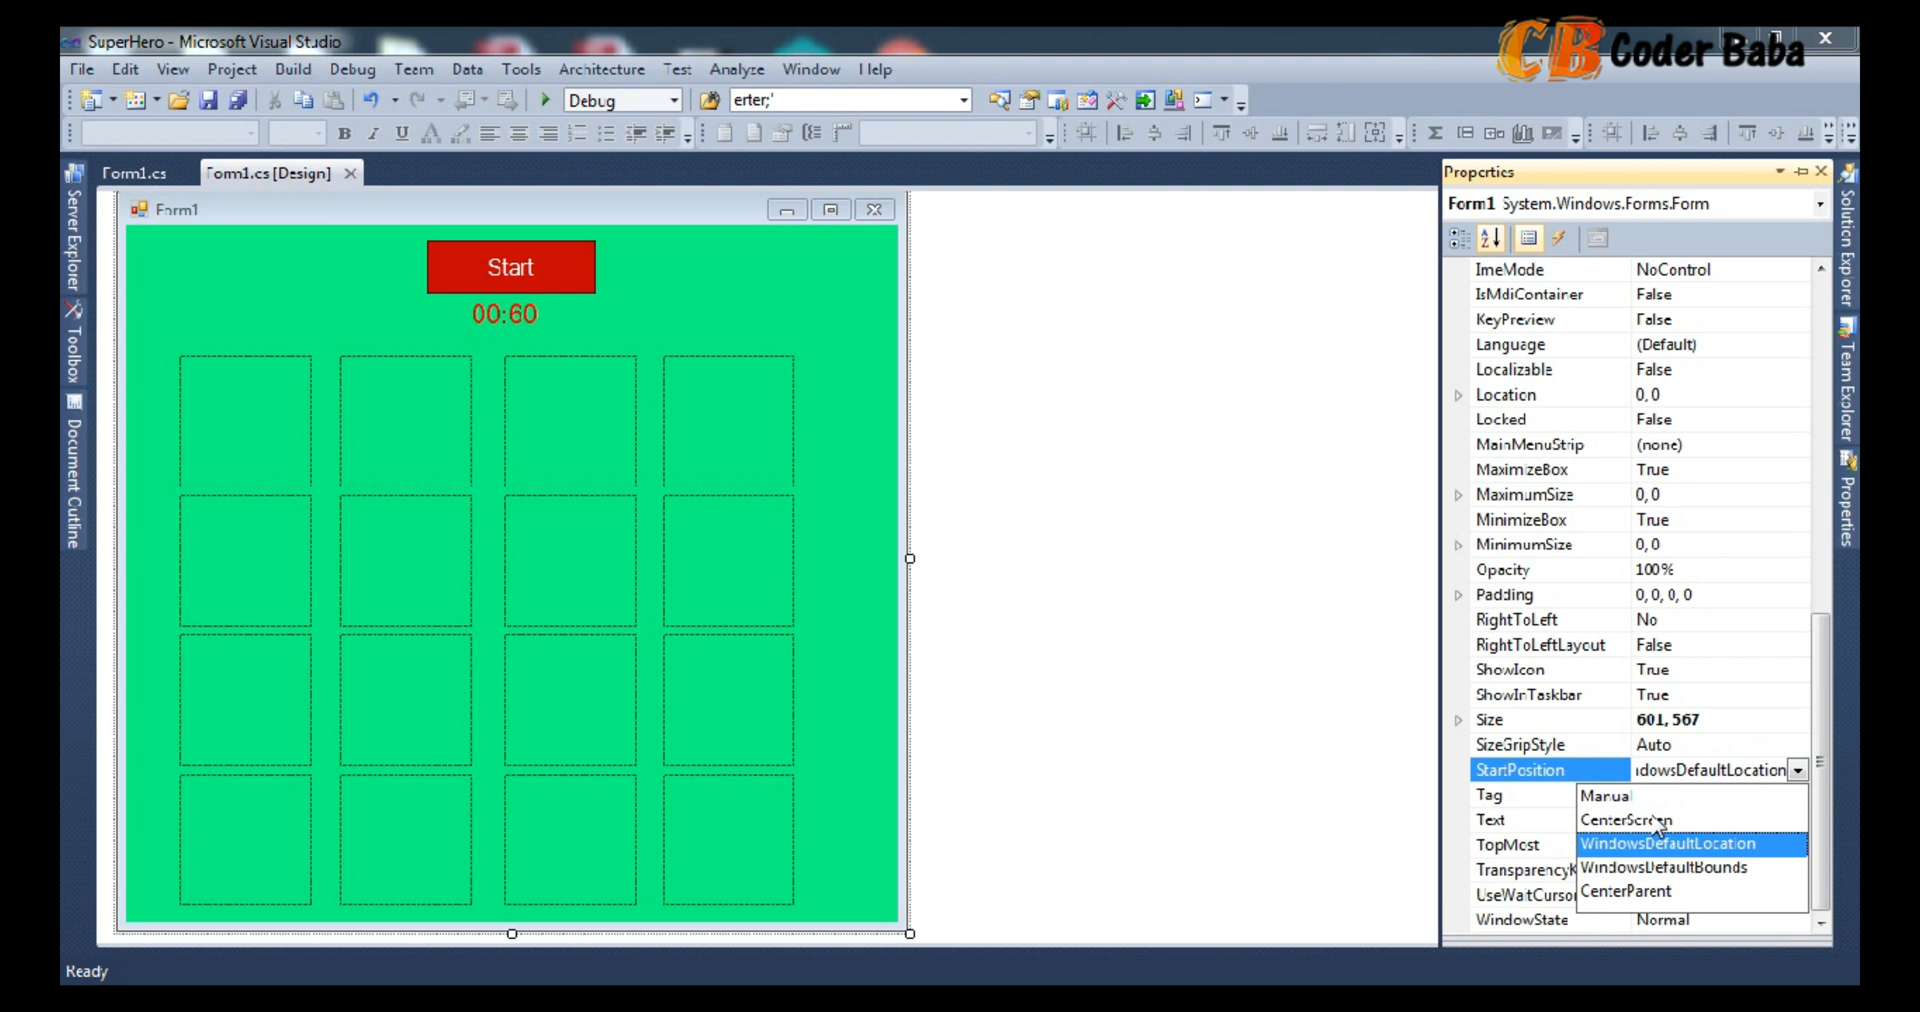 SuperHero - Microsoft Visual Studio
CB Coder Baba
File Edit View Project Build Debug Team Data Tools Architecture Test Analyze Window Help
Debug erter;'
Form1.cs Form1.cs [Design]
Properties
Form1
Form1 System.Windows.Forms.Form
Start
00:60
Server Explorer
Toolbox
Document Outline
Solution Explorer
Team Explorer
Properties
ImeMode NoControl
IsMdiContainer False
KeyPreview False
Language (Default)
Localizable False
Location 0, 0
Locked False
MainMenuStrip (none)
MaximizeBox True
MaximumSize 0, 0
MinimizeBox True
MinimumSize 0, 0
Opacity 100%
Padding 0, 0, 0, 0
RightToLeft No
RightToLeftLayout False
ShowIcon True
ShowInTaskbar True
Size 601, 567
SizeGripStyle Auto
StartPosition ndowsDefaultLocation
Tag Manual
Text CenterScreen
TopMost WindowsDefaultLocation
TransparencyK WindowsDefaultBounds
UseWaitCurso CenterParent
WindowState Normal
Ready